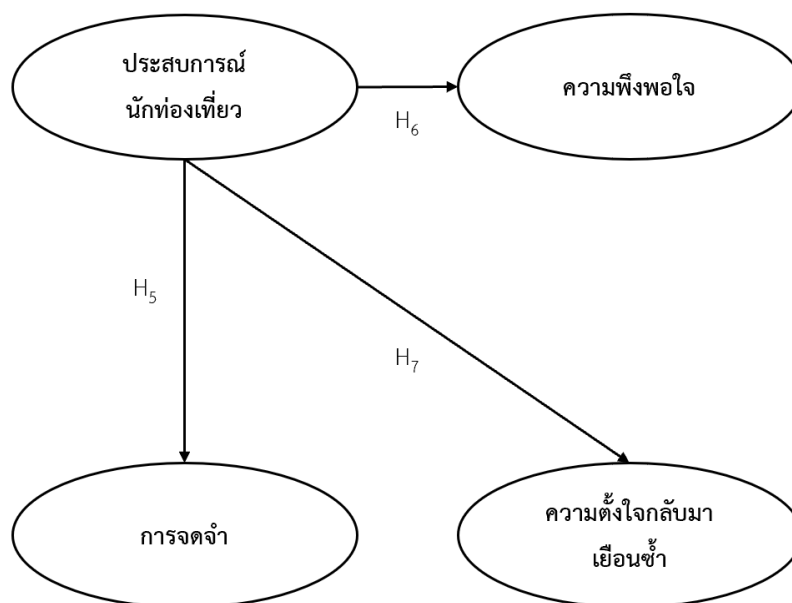 ประสบการณ์
นักท่องเที่ยว
ความพึงพอใจ
H₆
H₅
H₇
การจดจำ
ความตั้งใจกลับมา
เยือนซ้ำ